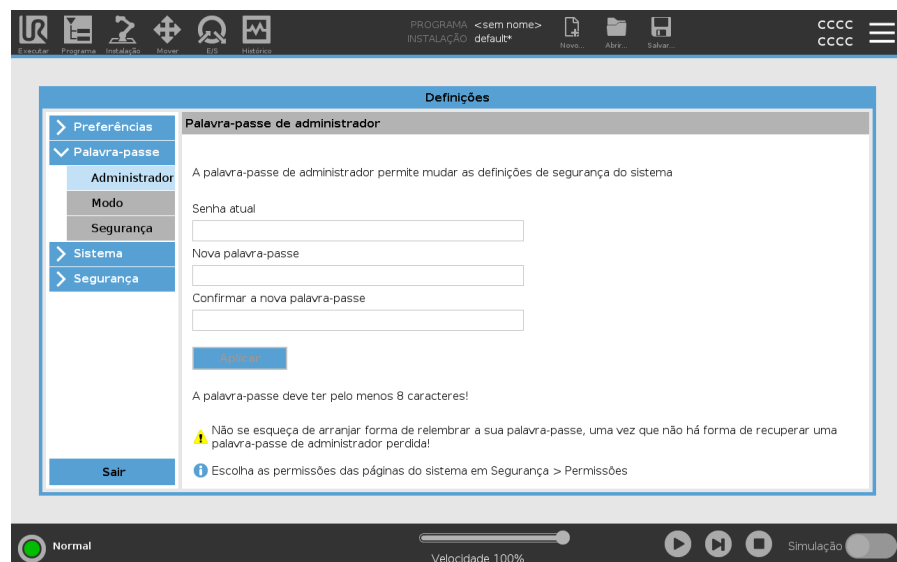 UR
PROGRAMA <sem nome>
INSTALAÇÃO default*
CCCC
CCCC
Executar Programa Instalação Mover E/S Histórico Novo... Abrir... Salvar...
Definições
Preferências
Palavra-passe
Administrador
Modo
Segurança
Sistema
Segurança
Sair
Palavra-passe de administrador
A palavra-passe de administrador permite mudar as definições de segurança do sistema
Senha atual
Nova palavra-passe
Confirmar a nova palavra-passe
Aplicar
A palavra-passe deve ter pelo menos 8 caracteres!
Não se esqueça de arranjar forma de relembrar a sua palavra-passe, uma vez que não há forma de recuperar uma
palavra-passe de administrador perdida!
Escolha as permissões das páginas do sistema em Segurança > Permissões
Normal
Velocidade 100%
Simulação